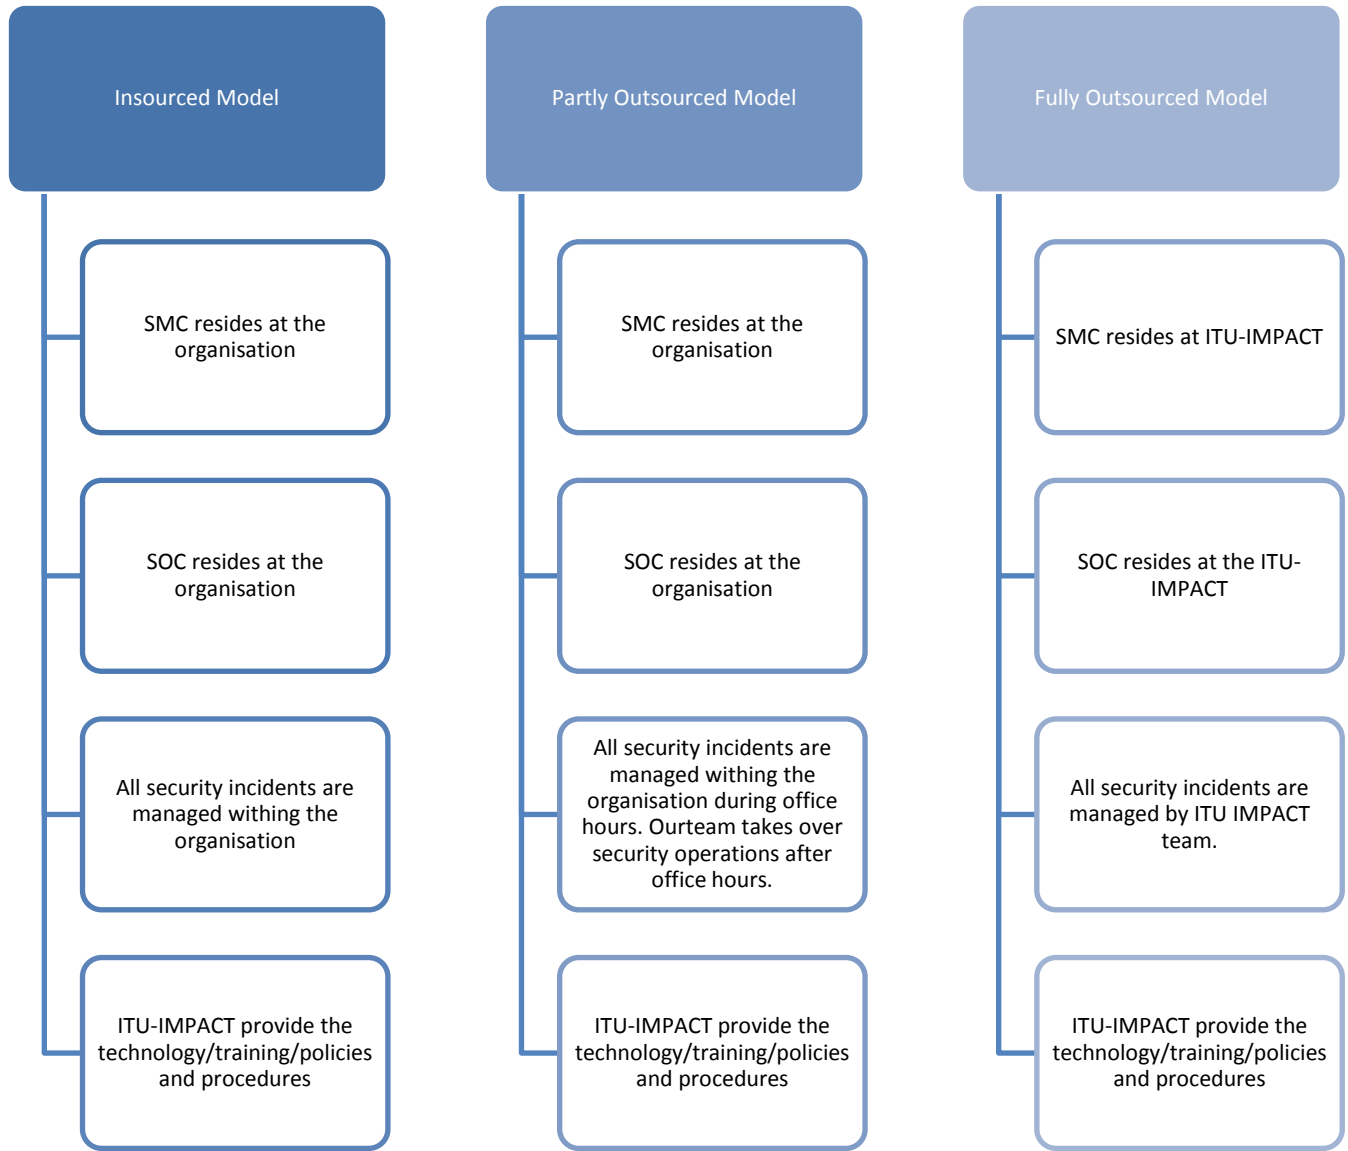 Insourced Model
SMC resides at the
organisation
SOC resides at the
organisation
All security incidents are
managed withing the
organisation
ITU-IMPACT provide the
technology/training/policies
and procedures
Partly Outsourced Model
SMC resides at the
organisation
SOC resides at the
organisation
All security incidents are
managed withing the
organisation during office
hours. Ourteam takes over
security operations after
office hours.
ITU-IMPACT provide the
technology/training/policies
and procedures
Fully Outsourced Model
SMC resides at ITU-IMPACT
SOC resides at the ITU-
IMPACT
All security incidents are
managed by ITU IMPACT
team.
ITU-IMPACT provide the
technology/training/policies
and procedures